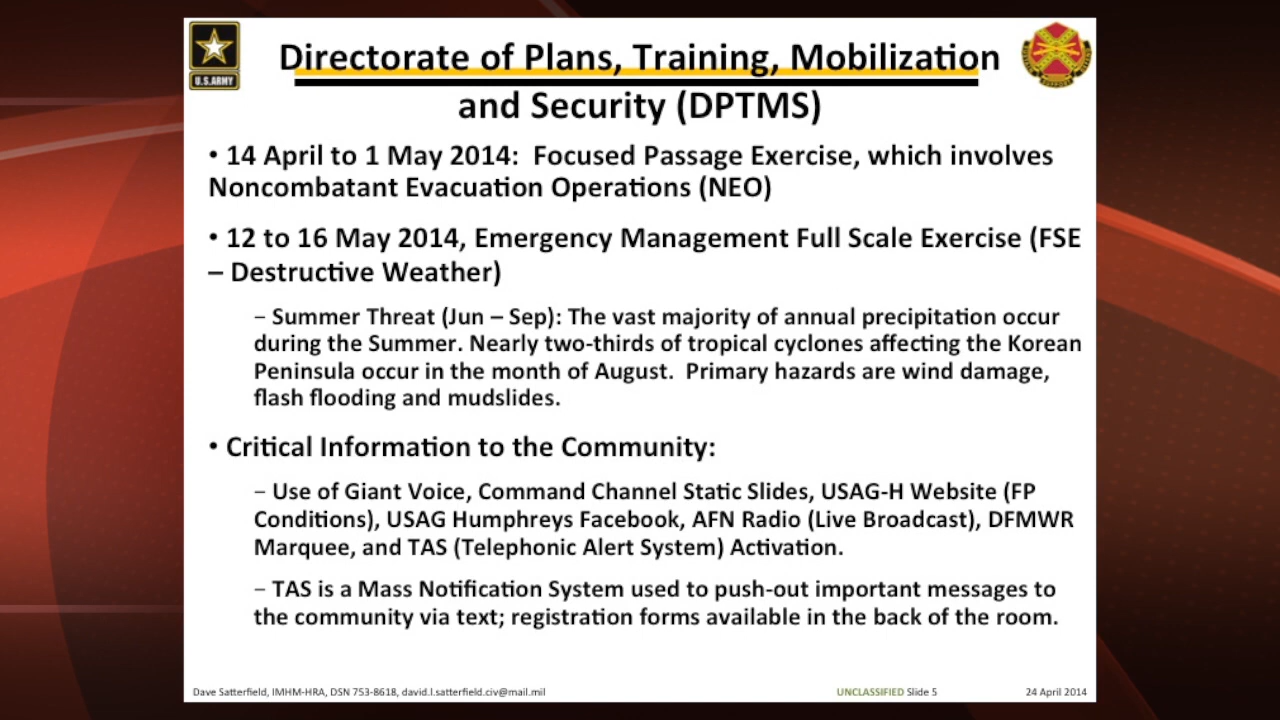 U.S.ARMY
Directorate of Plans, Training, Mobilization
and Security (DPTMS)
• 14 April to 1 May 2014:  Focused Passage Exercise, which involves
Noncombatant Evacuation Operations (NEO)
• 12 to 16 May 2014, Emergency Management Full Scale Exercise (FSE
– Destructive Weather)
− Summer Threat (Jun – Sep): The vast majority of annual precipitation occur
during the Summer. Nearly two-thirds of tropical cyclones affecting the Korean
Peninsula occur in the month of August.  Primary hazards are wind damage,
flash flooding and mudslides.
• Critical Information to the Community:
− Use of Giant Voice, Command Channel Static Slides, USAG-H Website (FP
Conditions), USAG Humphreys Facebook, AFN Radio (Live Broadcast), DFMWR
Marquee, and TAS (Telephonic Alert System) Activation.
− TAS is a Mass Notification System used to push-out important messages to
the community via text; registration forms available in the back of the room.
Dave Satterfield, IMHM-HRA, DSN 753-8618, david.l.satterfield.civ@mail.mil
UNCLASSIFIED Slide 5
24 April 2014